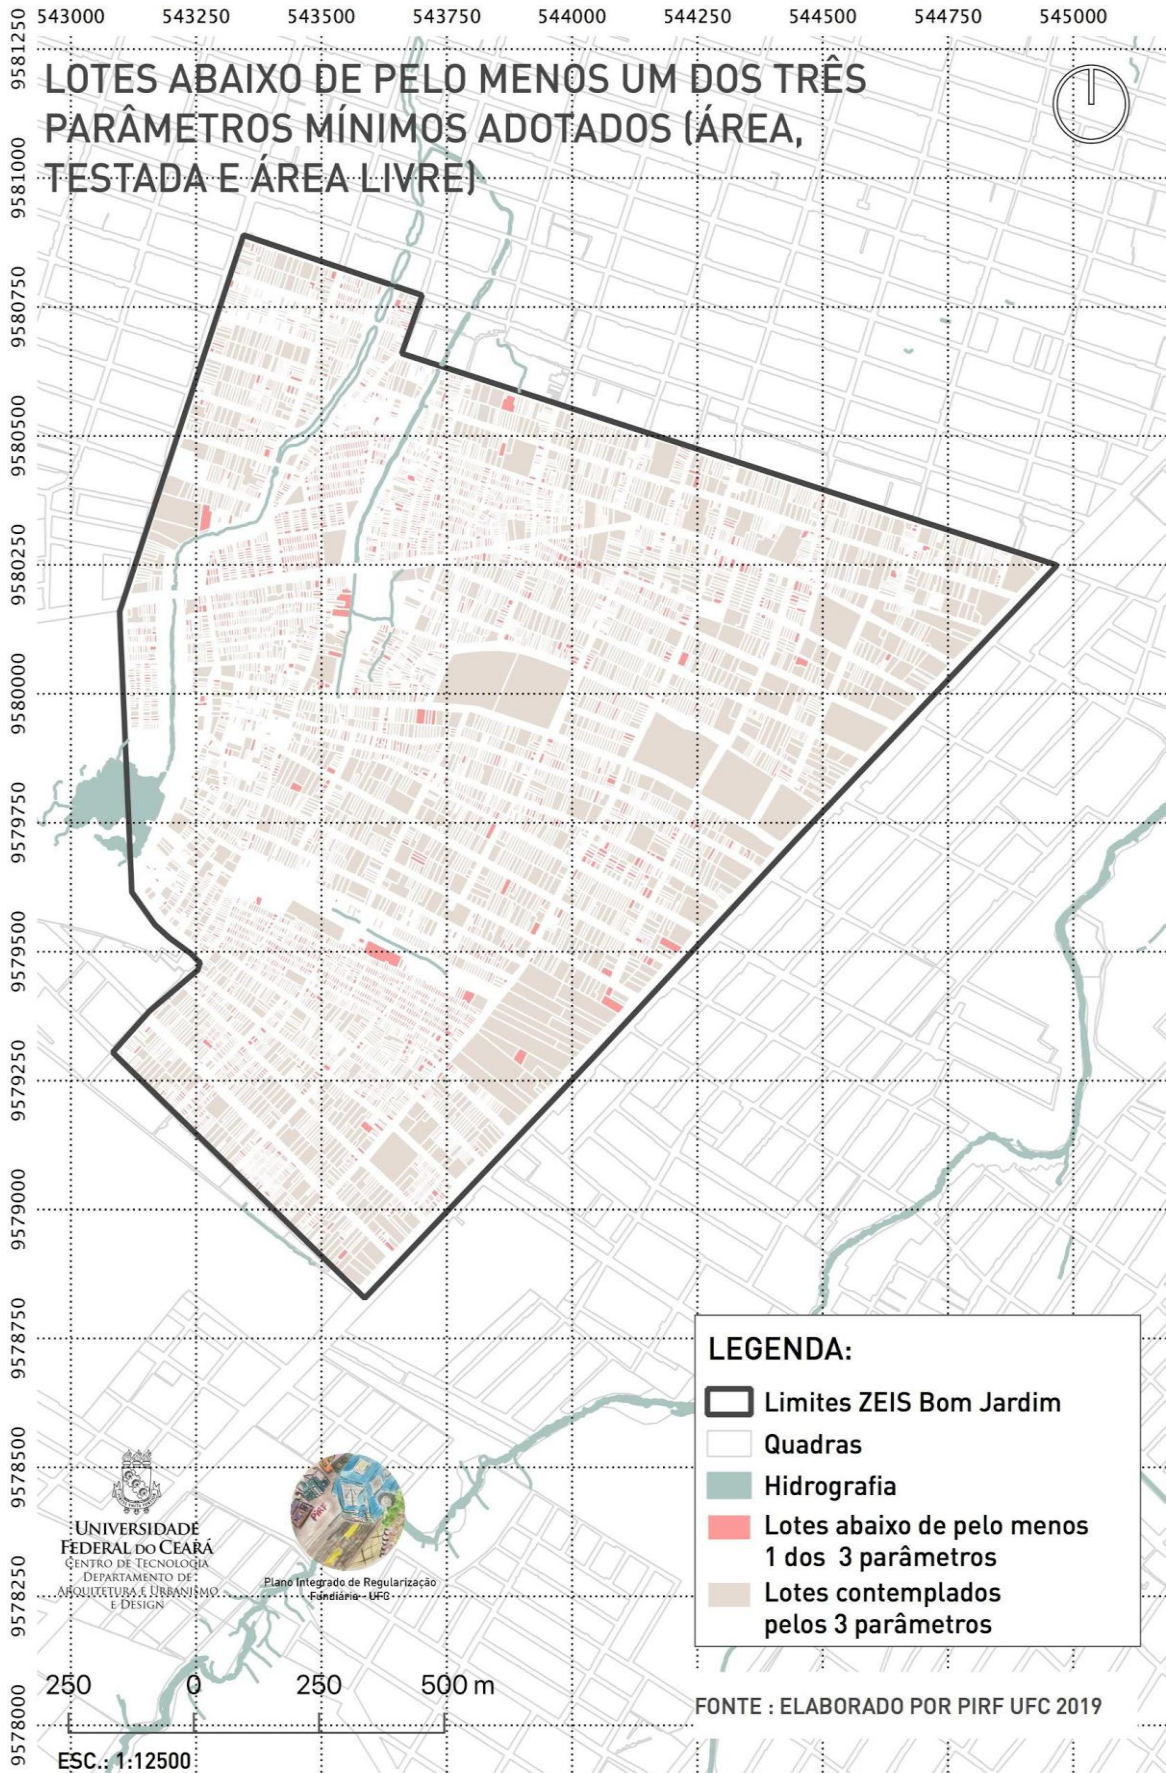 543000 543250 543500 543750 544000 544250 544500 544750 545000
9581250
9581000
9580750
9580500
9580250
9580000
9579750
9579500
9579250
9579000
9578750
9578500
9578250
9578000
LOTES ABAIXO DE PELO MENOS UM DOS TRÊS
PARÂMETROS MÍNIMOS ADOTADOS (ÁREA,
TESTADA E ÁREA LIVRE)
LEGENDA:
Limites ZEIS Bom Jardim
Quadras
Hidrografia
Lotes abaixo de pelo menos
1 dos 3 parâmetros
Lotes contemplados
pelos 3 parâmetros
UNIVERSIDADE
FEDERAL DO CEARÁ
CENTRO DE TECNOLOGIA
DEPARTAMENTO DE
ARQUITETURA E URBANISMO
E DESIGN
PIRF
Plano Integrado de Regularização
Fundiária - UFC
250 0 250 500 m
ESC.: 1:12500
FONTE : ELABORADO POR PIRF UFC 2019